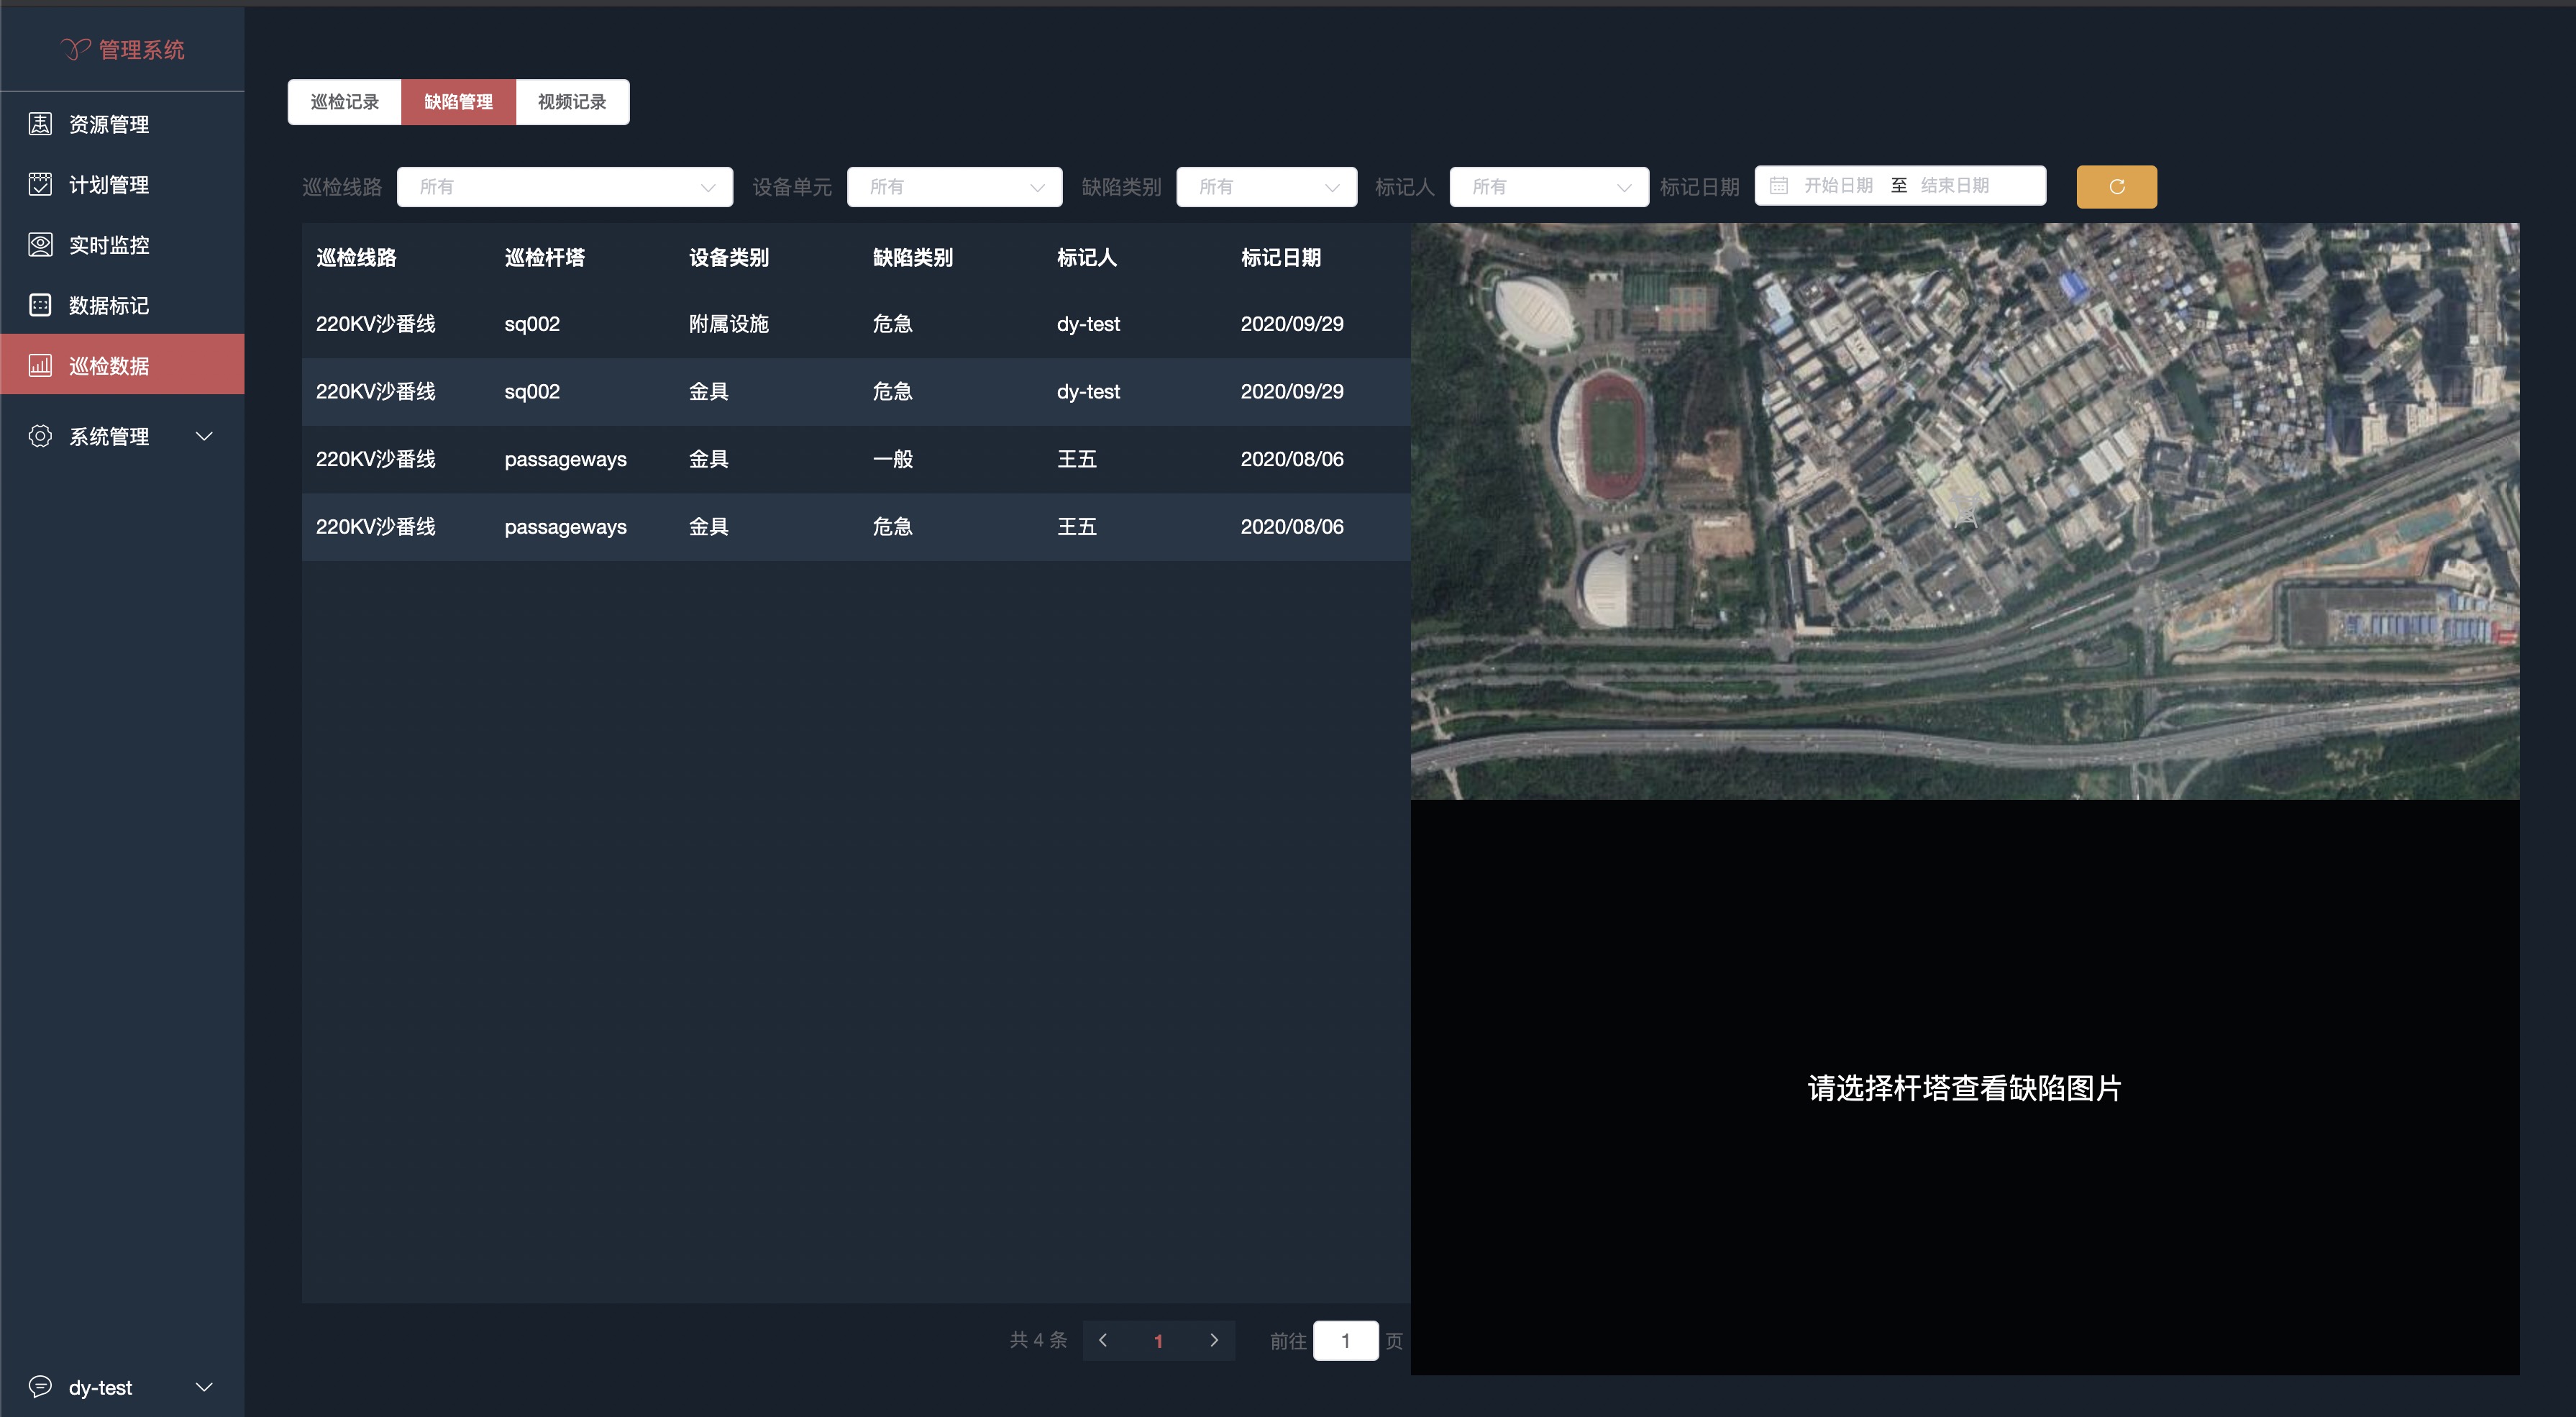 管理系统
资源管理
计划管理
实时监控
数据标记
巡检数据
系统管理
dy-test
巡检记录 缺陷管理 视频记录
巡检线路 所有 设备单元 所有 缺陷类别 所有 标记人 所有 标记日期 开始日期 至 结束日期
巡检线路 巡检杆塔 设备类别 缺陷类别 标记人 标记日期
220KV沙番线 sq002 附属设施 危急 dy-test 2020/09/29
220KV沙番线 sq002 金具 危急 dy-test 2020/09/29
220KV沙番线 passageways 金具 一般 王五 2020/08/06
220KV沙番线 passageways 金具 危急 王五 2020/08/06
请选择杆塔查看缺陷图片
共 4 条 1 前往 1 页